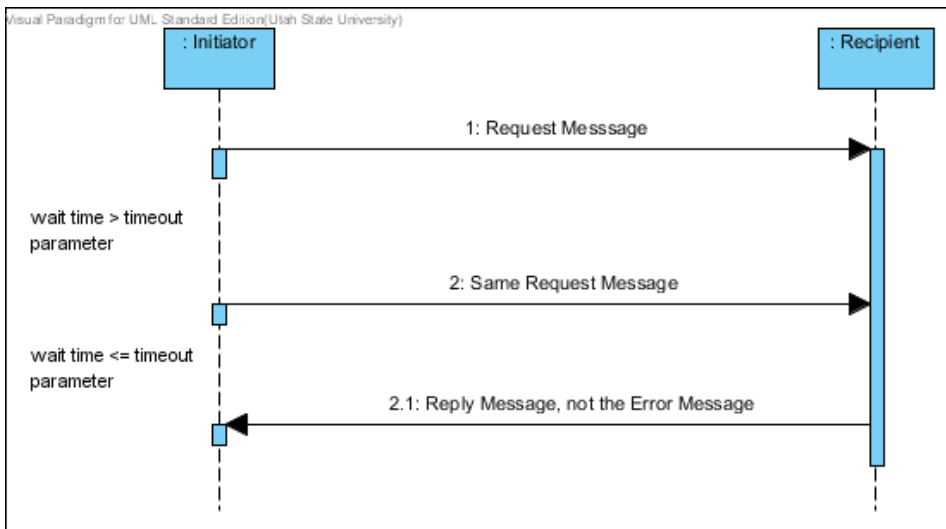 Visual Paradigm for UML Standard Edition(Utah State University)
: Initiator
: Recipient
1: Request Messsage
wait time > timeout
parameter
2: Same Request Message
wait time <= timeout
parameter
2.1: Reply Message, not the Error Message